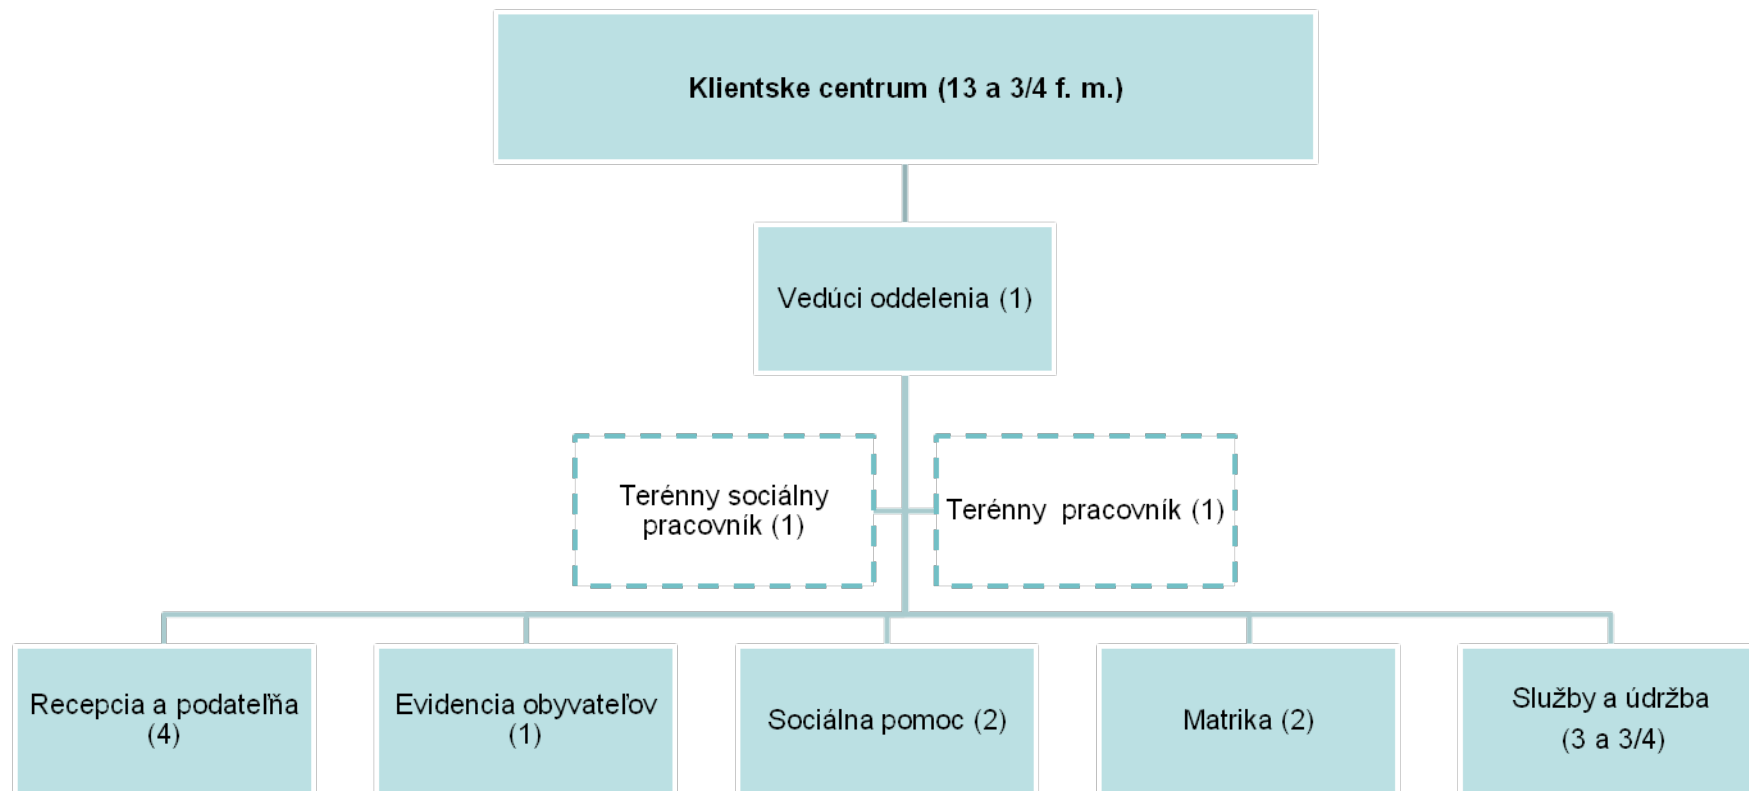 Klientske centrum (13 a 3/4 f. m.)
Vedúci oddelenia (1)
Terénny sociálny
pracovník (1)
Terénny  pracovník (1)
Recepcia a podateľňa
(4)
Evidencia obyvateľov
(1)
Sociálna pomoc (2)
Matrika (2)
Služby a údržba
(3 a 3/4)